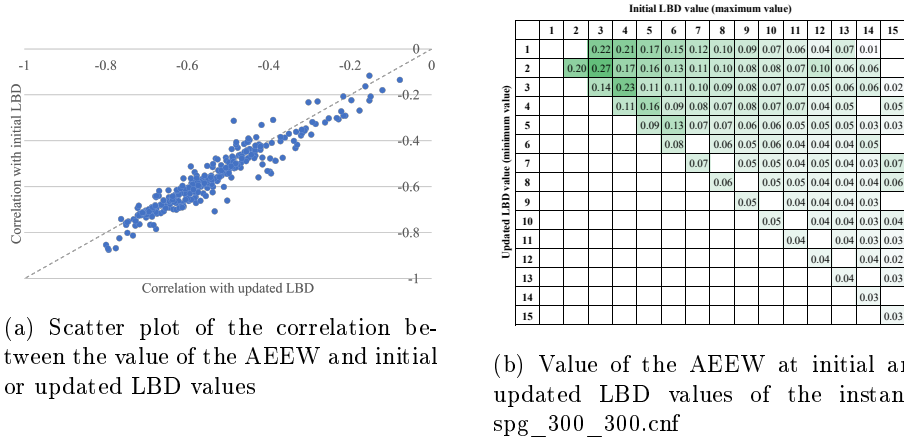 0
-1 -0.8 -0.6 -0.4 -0.2 0
-0.2
-0.4
-0.6
-0.8
-1
Correlation with initial LBD
Correlation with updated LBD
(a) Scatter plot of the correlation be-
tween the value of the AEEW and initial
or updated LBD values
Initial LBD value (maximum value)
Updated LBD value (minimum value)
1 2 3 4 5 6 7 8 9 10 11 12 13 14 15
1 0.22 0.21 0.17 0.15 0.12 0.10 0.09 0.07 0.06 0.04 0.07 0.01
2 0.20 0.27 0.17 0.16 0.13 0.11 0.10 0.08 0.08 0.07 0.10 0.06 0.06
3 0.14 0.23 0.11 0.11 0.10 0.09 0.08 0.07 0.07 0.05 0.06 0.06 0.02
4 0.11 0.16 0.09 0.08 0.07 0.08 0.07 0.07 0.04 0.05 0.05
5 0.09 0.13 0.07 0.07 0.06 0.06 0.05 0.05 0.04 0.03 0.03
6 0.08 0.06 0.05 0.06 0.04 0.04 0.04 0.05
7 0.07 0.05 0.05 0.04 0.05 0.04 0.03 0.07
8 0.06 0.05 0.05 0.04 0.04 0.04 0.06
9 0.05 0.04 0.04 0.04 0.03
10 0.05 0.04 0.04 0.03 0.04
11 0.04 0.04 0.03 0.03
12 0.04 0.04 0.02
13 0.04 0.03
14 0.03
15 0.03
(b) Value of the AEEW at initial
updated LBD values of the instan
spg_300_300.cnf